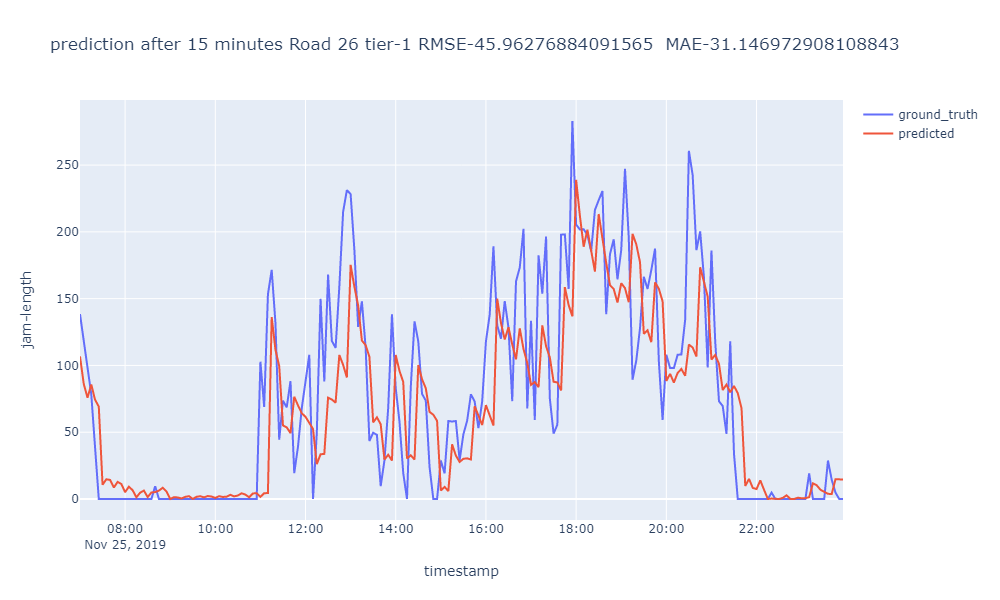 prediction after 15 minutes Road 26 tier-1 RMSE-45.96276884091565  MAE-31.146972908108843
ground_truth
predicted
250
200
150
100
50
0
jam-length
08:00 10:00 12:00 14:00 16:00 18:00 20:00 22:00
Nov 25, 2019
timestamp